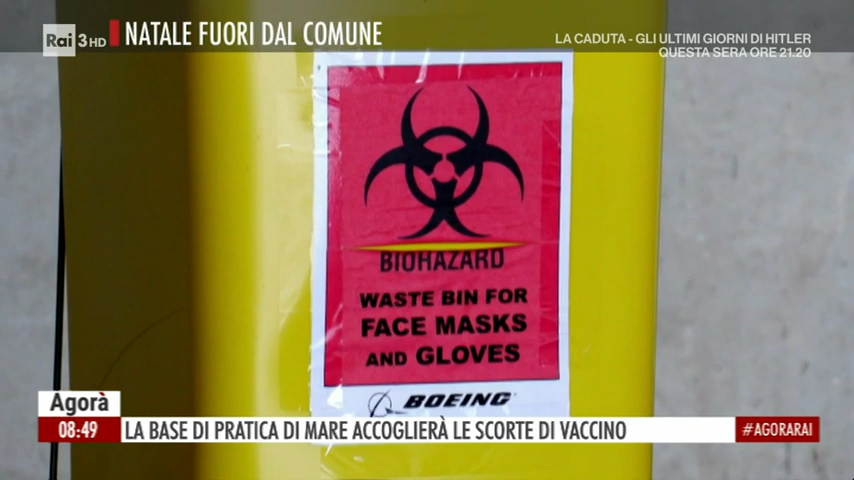 Rai 3HD
NATALE FUORI DAL COMUNE
LA CADUTA - GLI ULTIMI GIORNI DI HITLER
QUESTA SERA ORE 21.20
BIOHAZARD
WASTE BIN FOR
FACE MASKS
AND GLOVES
BOEING
Agorà
08:49
LA BASE DI PRATICA DI MARE ACCOGLIERÀ LE SCORTE DI VACCINO
#AGORARAI